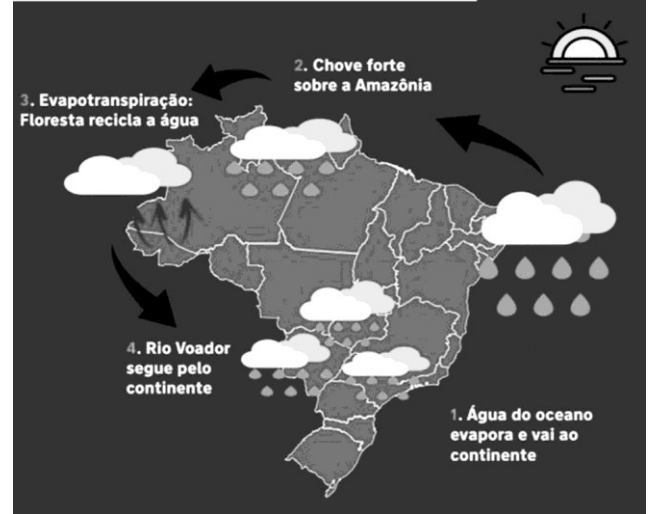 2. Chove forte
sobre a Amazônia
3. Evapotranspiração:
Floresta recicla a água
4. Rio Voador
segue pelo
continente
1. Água do oceano
evapora e vai ao
continente